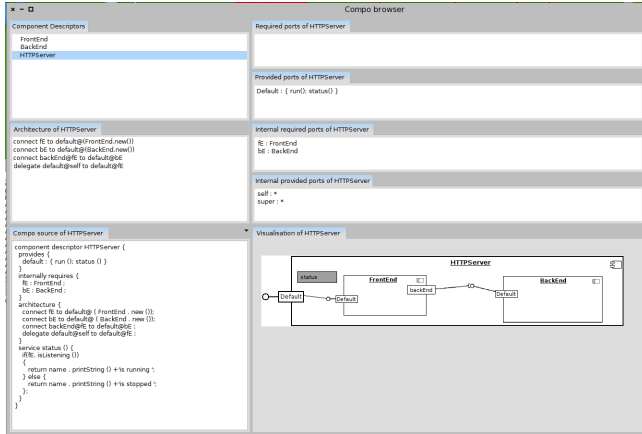 Compo browser
Component Descriptors
FrontEnd
BackEnd
HTTPServer
Required ports of HTTPServer
Provided ports of HTTPServer
Default : { run(); status() }
Architecture of HTTPServer
connect fE to default@(FrontEnd.new())
connect bE to default@(BackEnd.new())
connect backEnd@fE to default@bE
delegate default@self to default@fE
Internal required ports of HTTPServer
fE : FrontEnd
bE : BackEnd
Internal provided ports of HTTPServer
self : *
super : *
Compo source of HTTPServer
component descriptor HTTPServer {
provides {
default : { run (); status () }
}
internally requires {
fE : FrontEnd ;
bE : BackEnd ;
}
architecture {
connect fE to default@ ( FrontEnd . new ());
connect bE to default@ ( BackEnd . new ());
connect backEnd@fE to default@bE ;
delegate default@self to default@fE ;
}
service status () {
if(fE. isListening ())
{
return name . printString () +'is running ';
} else {
return name . printString () +'is stopped ';
};
}
}
Visualisation of HTTPServer
HTTPServer
status
FrontEnd
BackEnd
backEnd
Default
Default
Default